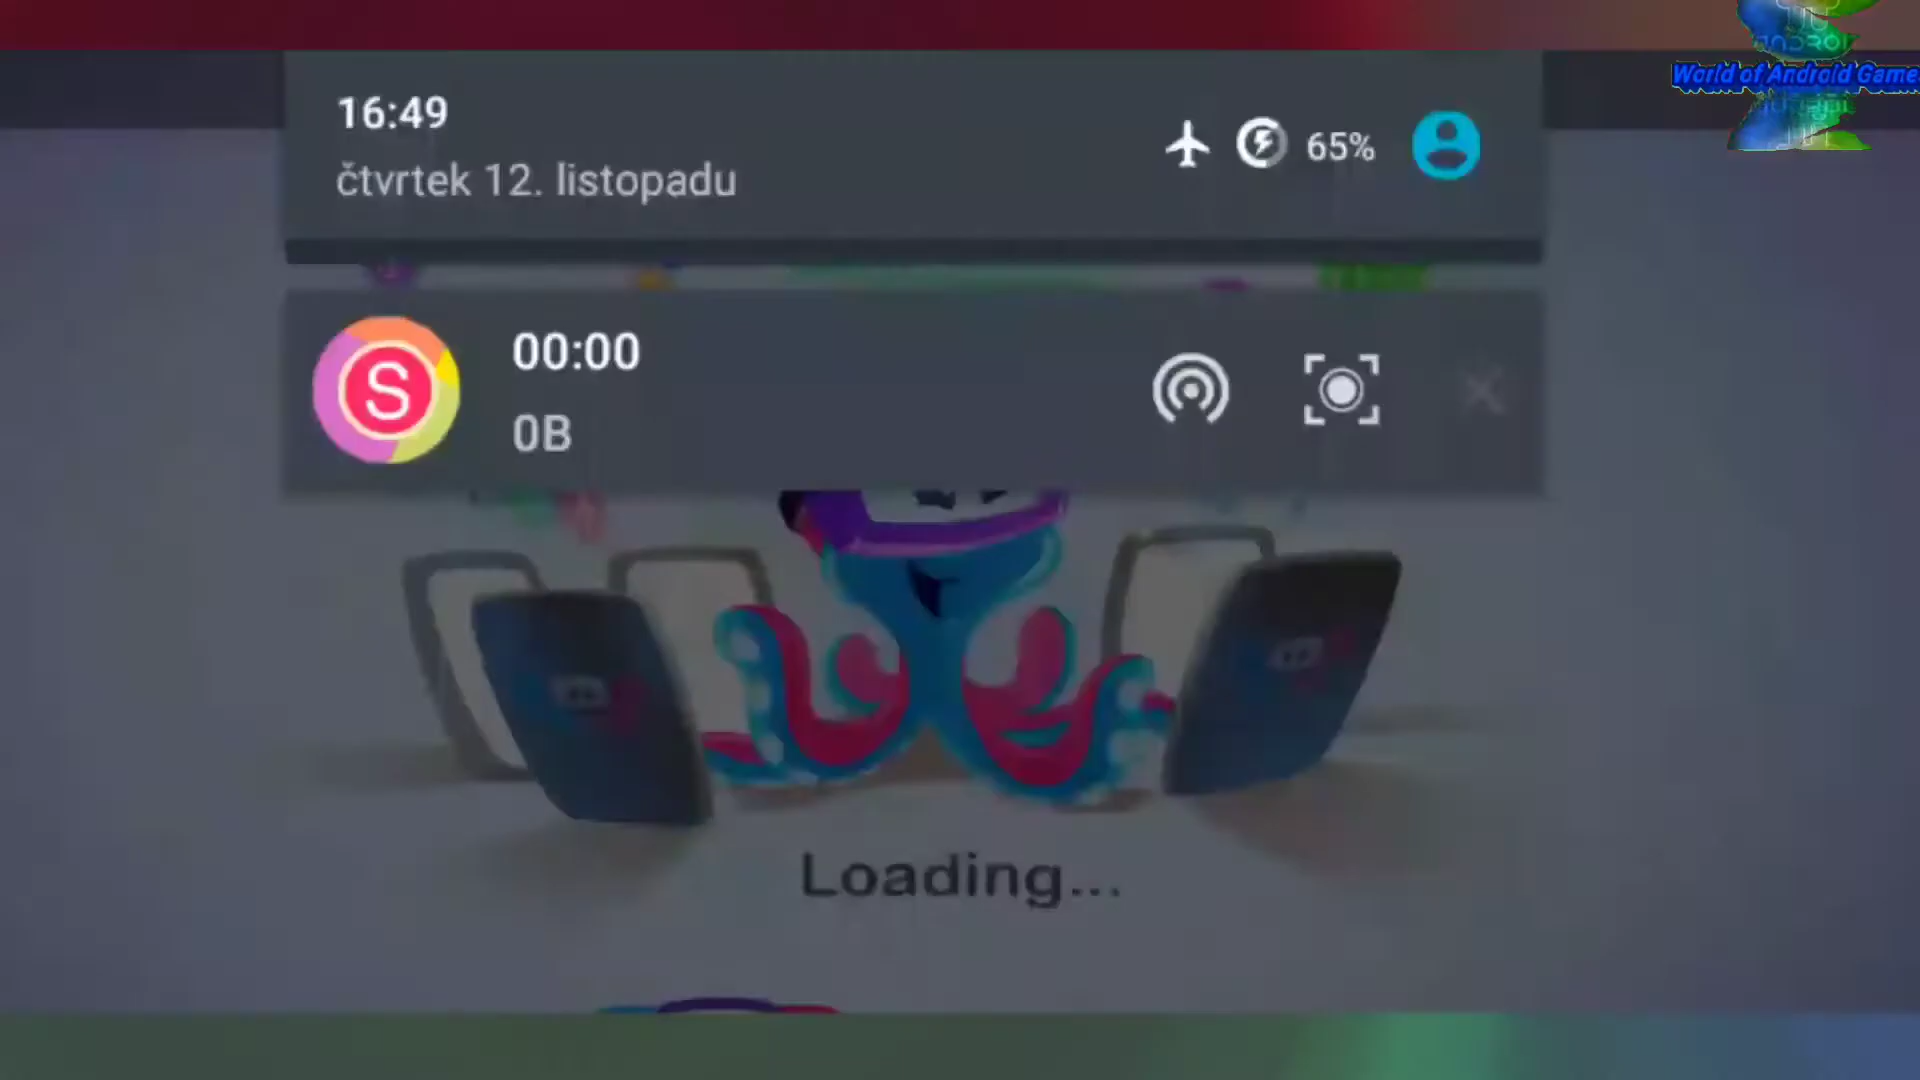 16:49
65%
čtvrtek 12. listopadu
World of Android Game
S
00:00
0B
Loading...